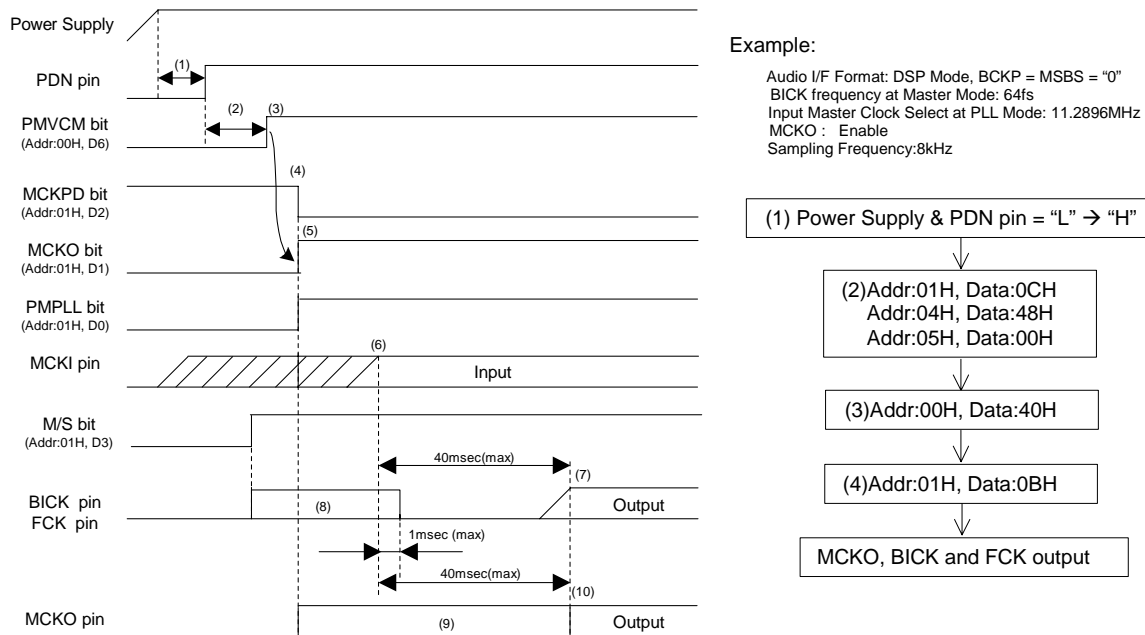 Power Supply
(1)
PDN pin
(2)
(3)
PMVCM bit
(Addr:00H, D6)
(4)
MCKPD bit
(Addr:01H, D2)
(5)
MCKO bit
(Addr:01H, D1)
PMPLL bit
(Addr:01H, D0)
(6)
MCKI pin
Input
M/S bit
(Addr:01H, D3)
40msec(max)
(7)
BICK pin
FCK pin
(8)
Output
1msec (max)
40msec(max)
(10)
MCKO pin
(9)
Output
Example:
Audio I/F Format: DSP Mode, BCKP = MSBS = “0”
BICK frequency at Master Mode: 64fs
Input Master Clock Select at PLL Mode: 11.2896MHz
MCKO : Enable
Sampling Frequency:8kHz
(1) Power Supply & PDN pin = “L” → “H”
(2)Addr:01H, Data:0CH
Addr:04H, Data:48H
Addr:05H, Data:00H
(3)Addr:00H, Data:40H
(4)Addr:01H, Data:0BH
MCKO, BICK and FCK output